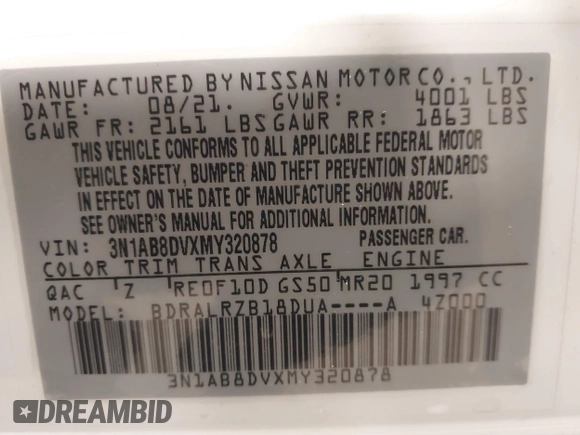 MANUFACTURED BY NISSAN MOTOR CO., LTD.
DATE: 08/21. GVWR: 4001 LBS
GAWR FR: 2161 LBS GAWR RR: 1863 LBS
THIS VEHICLE CONFORMS TO ALL APPLICABLE FEDERAL MOTOR
VEHICLE SAFETY, BUMPER AND THEFT PREVENTION STANDARDS
IN EFFECT ON THE DATE OF MANUFACTURE SHOWN ABOVE.
SEE OWNER'S MANUAL FOR ADDITIONAL INFORMATION.
VIN: 3N1AB8DVXMY320878 PASSENGER CAR.
COLOR TRIM TRANS AXLE ENGINE
QAC Z RE0F10D GS50 MR20 1997 CC
MODEL: BDRALRZB18DUA----A 4Z000
3N1AB8DVXMY320878
DREAMBID